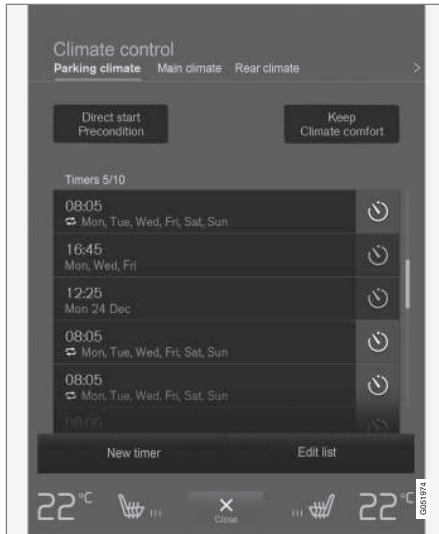 Climate control
Parking climate Main climate Rear climate
Direct start
Precondition
Keep
Climate comfort
Timers 5/10
08:05
Mon, Tue, Wed, Fri, Sat, Sun
16:45
Mon, Wed, Fri
12:25
Mon 24 Dec
08:05
Mon, Tue, Wed, Fri, Sat, Sun
08:05
Mon, Tue, Wed, Fri, Sat, Sun
08:05
New timer Edit list
22°C 22°C
Close
G051974